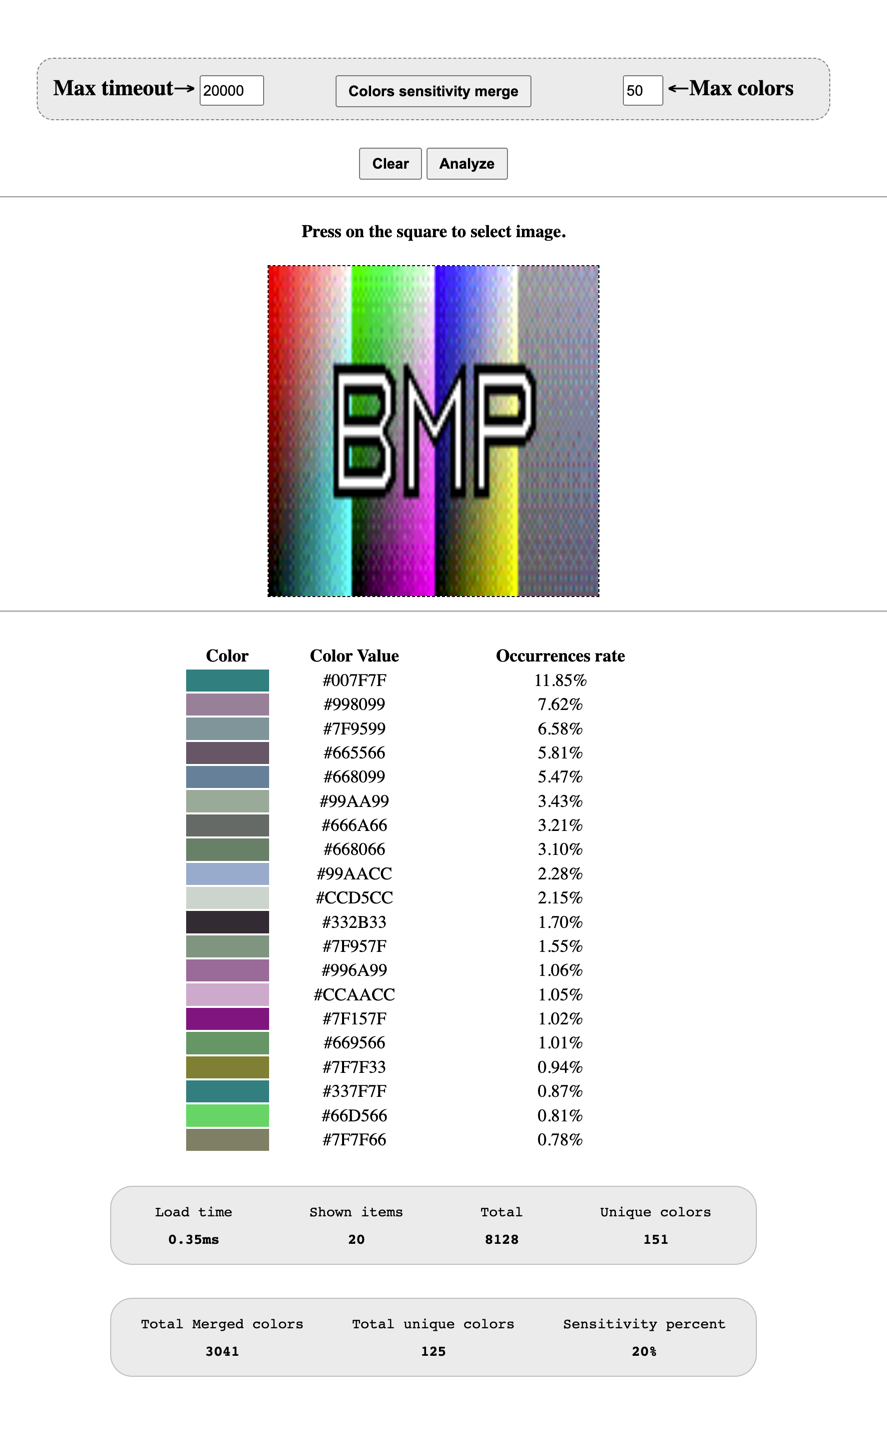 Max timeout→ 20000 Colors sensitivity merge 50 ←Max colors
Clear Analyze
Press on the square to select image.
BMP
Color Color Value Occurrences rate
#007F7F 11.85%
#998099 7.62%
#7F9599 6.58%
#665566 5.81%
#668099 5.47%
#99AA99 3.43%
#666A66 3.21%
#668066 3.10%
#99AACC 2.28%
#CCD5CC 2.15%
#332B33 1.70%
#7F957F 1.55%
#996A99 1.06%
#CCAACC 1.05%
#7F157F 1.02%
#669566 1.01%
#7F7F33 0.94%
#337F7F 0.87%
#66D566 0.81%
#7F7F66 0.78%
Load time Shown items Total Unique colors
0.35ms 20 8128 151
Total Merged colors Total unique colors Sensitivity percent
3041 125 20%